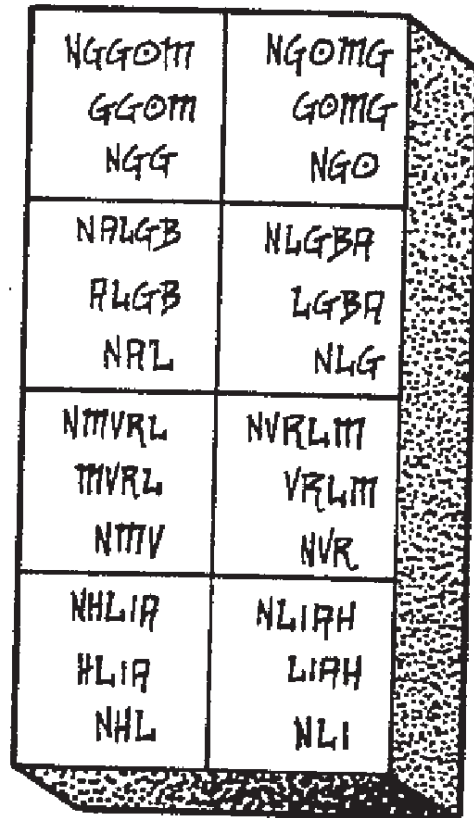 NGGOM NGOMG
GGOM GOMG
NGG NGO
NALGB NLGBA
ALGB LGBA
NAL NLG
NMVRL NVRLM
MVRL VRLM
NMV NVR
NHLIA NLIAH
HLIA LIAH
NHL NLI